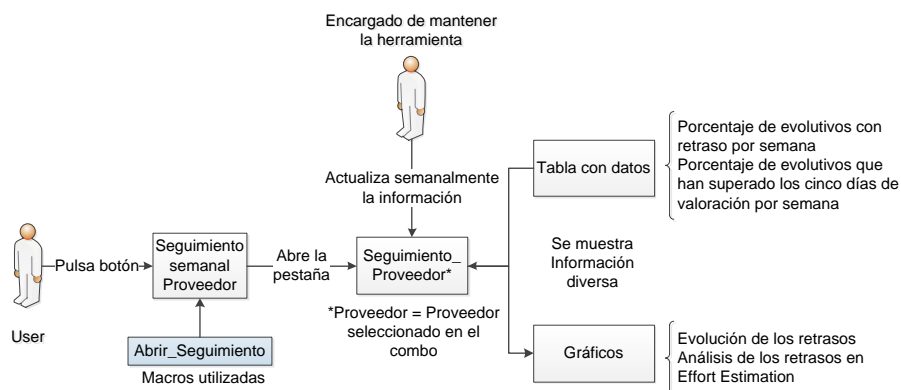 Encargado de mantener
la herramienta
Actualiza semanalmente
la información
Tabla con datos
Porcentaje de evolutivos con
retraso por semana
Porcentaje de evolutivos que
han superado los cinco días de
valoración por semana
User
Pulsa botón
Seguimiento
semanal
Proveedor
Abre la
pestaña
Seguimiento_
Proveedor*
Se muestra
Información
diversa
*Proveedor = Proveedor
seleccionado en el
combo
Abrir_Seguimiento
Macros utilizadas
Gráficos
Evolución de los retrasos
Análisis de los retrasos en
Effort Estimation